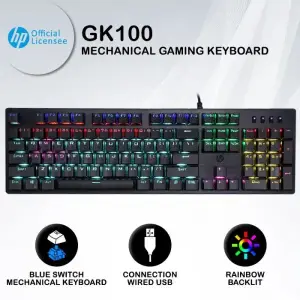 hp Official
Licensee
GK100
MECHANICAL GAMING KEYBOARD
BLUE SWITCH
MECHANICAL KEYBOARD
CONNECTION
WIRED USB
RAINBOW
BACKLIT